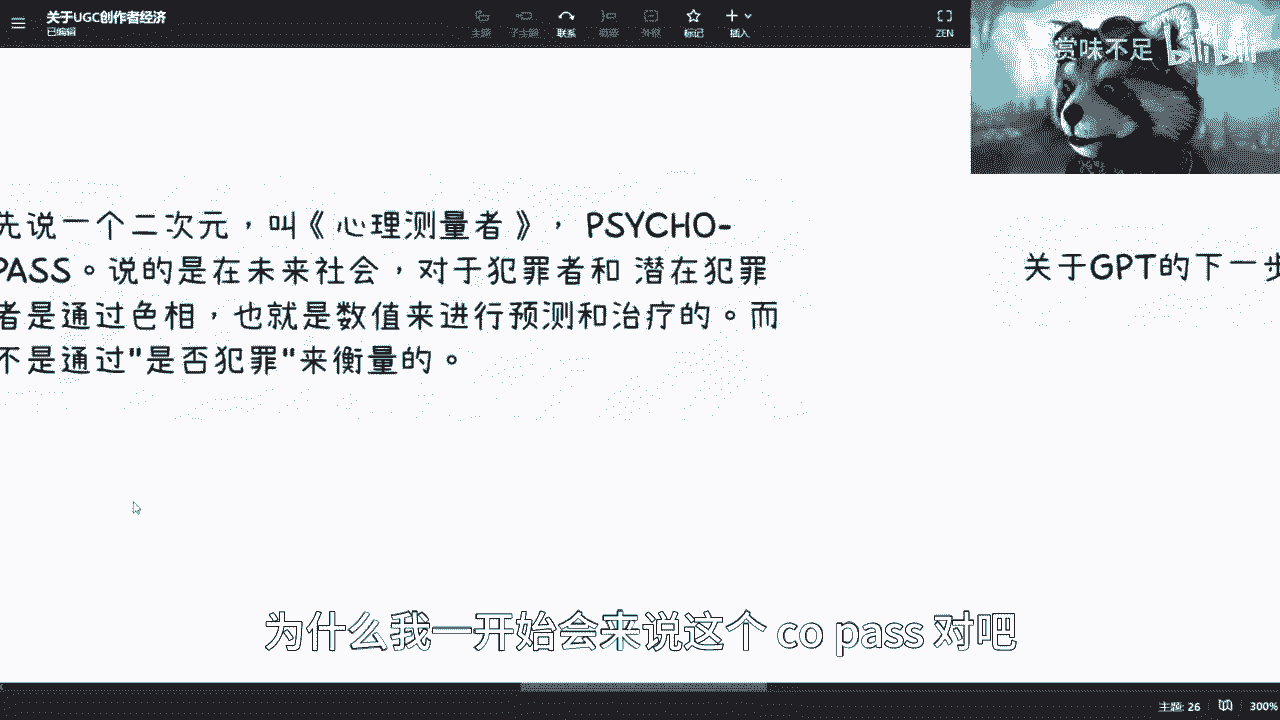 关于UGC创作者经济
已编辑
主题
子主题
联系
概要
外框
标记
插入
ZEN
赏味不足 bilibili
先说一个二次元，叫《心理测量者》， PSYCHO-
PASS。说的是在未来社会，对于犯罪者和 潜在犯罪
者是通过色相，也就是数值来进行预测和治疗的。而
不是通过"是否犯罪"来衡量的。
关于GPT的下一步
为什么我一开始会来说这个 co pass 对吧
主题: 26
300%